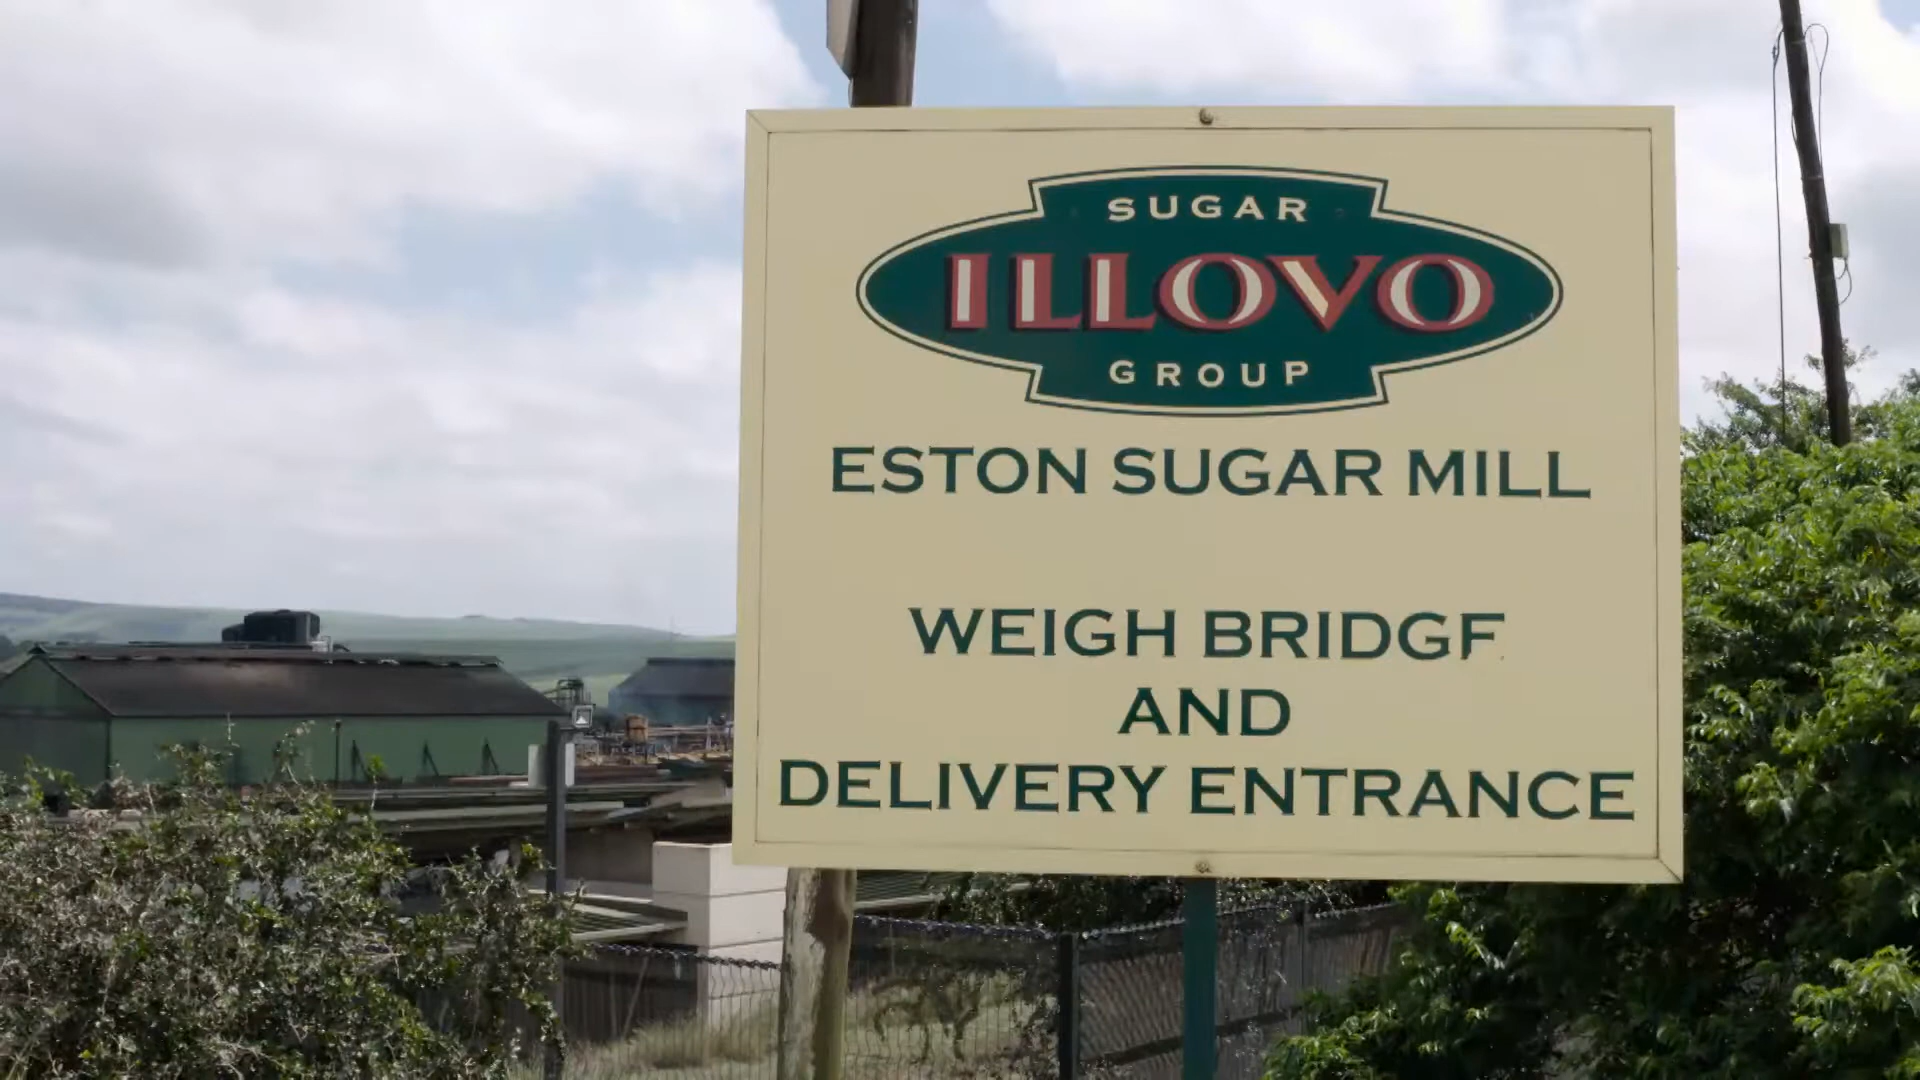 SUGAR
ILLOVO
GROUP
ESTON SUGAR MILL
WEIGH BRIDGF
AND
DELIVERY ENTRANCE